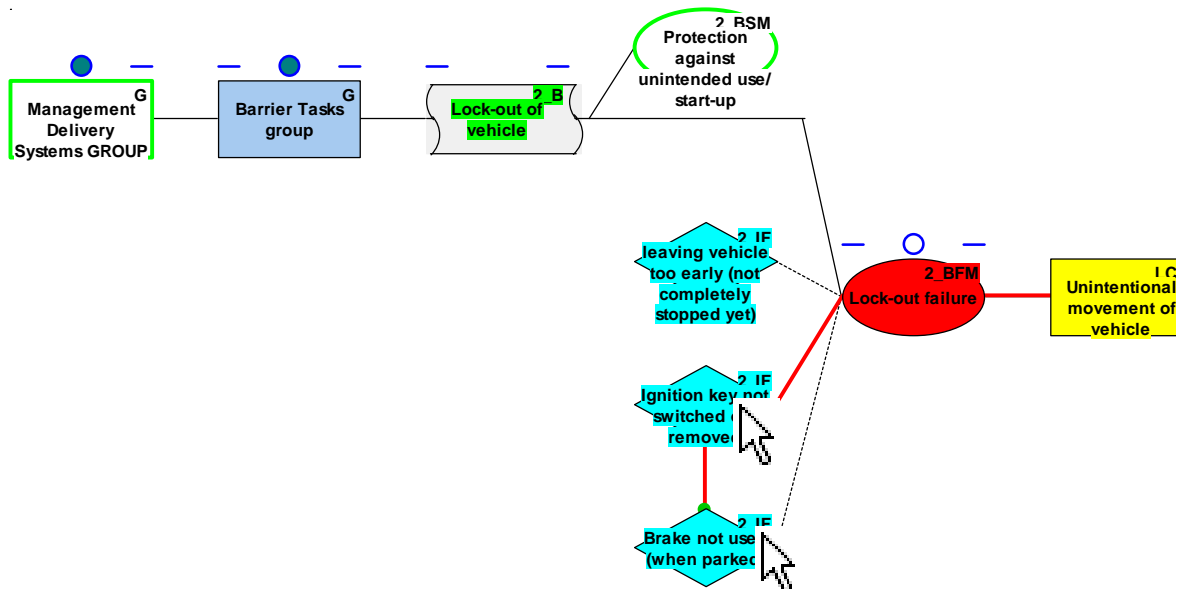 G
Management
Delivery
Systems GROUP
G
Barrier Tasks
group
2_B
Lock-out of
vehicle
2_BSM
Protection
against
unintended use/
start-up
2_IF
leaving vehicle
too early (not
completely
stopped yet)
2_IF
Ignition key not
switched
remove
2_IF
Brake not use
(when parked
2_BFM
Lock-out failure
LC
Unintentional
movement of
vehicle